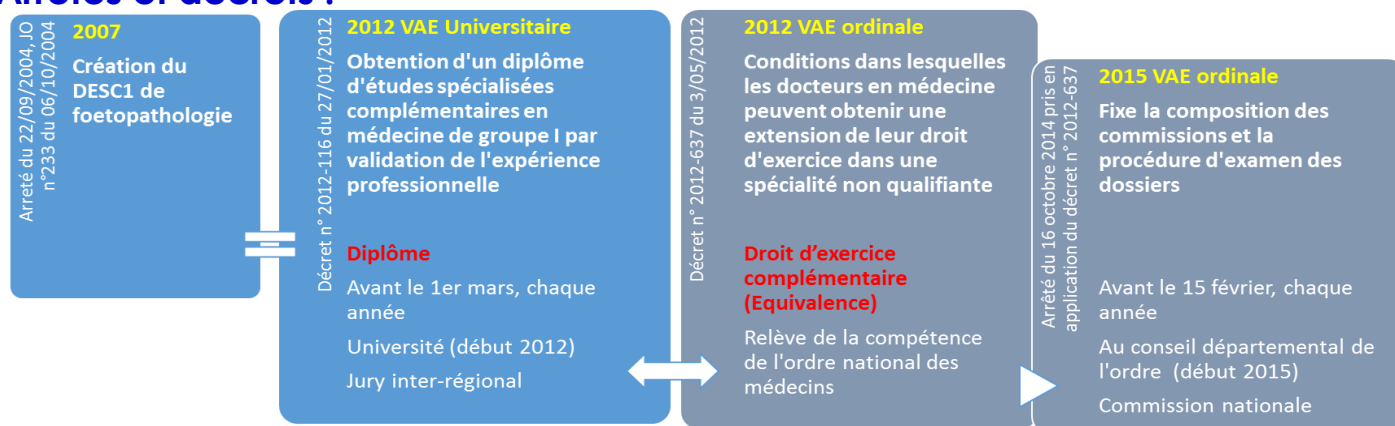 Arretés et décrets :
Arreté du 22/09/2004, JO
n°233 du 06/10/2004
2007
Création du
DESC1 de
foetopathologie
Décret n° 2012-116 du 27/01/2012
2012 VAE Universitaire
Obtention d'un diplôme
d'études spécialisées
complémentaires en
médecine de groupe I par
validation de l'expérience
professionnelle
Diplôme
Avant le 1er mars, chaque
année
Université (début 2012)
Jury inter-régional
Décret n° 2012-637 du 3/05/2012
2012 VAE ordinale
Conditions dans lesquelles
les docteurs en médecine
peuvent obtenir une
extension de leur droit
d'exercice dans une
spécialité non qualifiante
Droit d’exercice
complémentaire
(Equivalence)
Relève de la compétence
de l'ordre national des
médecins
Arrêté du 16 octobre 2014 pris en
application du décret n° 2012-637
2015 VAE ordinale
Fixe la composition des
commissions et la
procédure d'examen des
dossiers
Avant le 15 février, chaque
année
Au conseil départemental de
l'ordre (début 2015)
Commission nationale